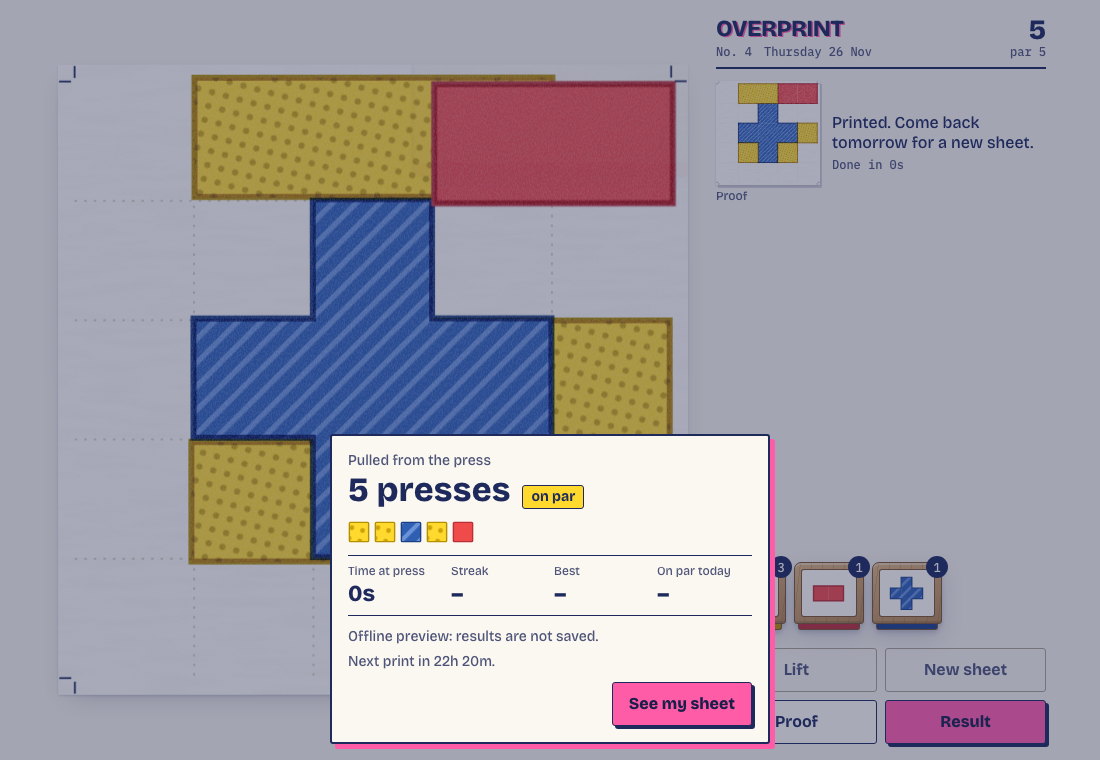 OVERPRINT
5
No. 4 Thursday 26 Nov
par 5
Printed. Come back
tomorrow for a new sheet.
Done in 0s
Proof
Pulled from the press
5 presses
on par
Time at press
Streak
Best
On par today
0s
–
–
–
Offline preview: results are not saved.
Next print in 22h 20m.
See my sheet
3
1
1
Lift
New sheet
Proof
Result